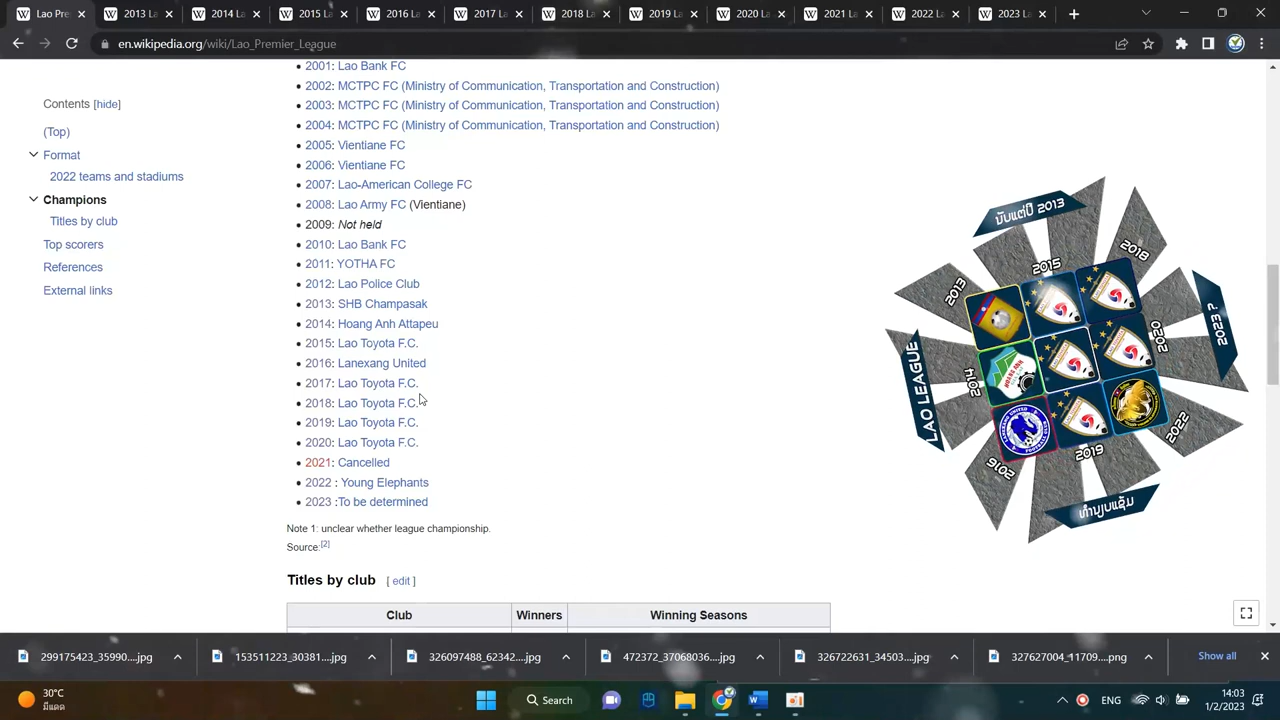 Lao Pre
2013 La
2014 La
2015 La
2016 La
2017 La
2018 La
2019 La
2020 La
2021 La
2022 La
2023 La
en.wikipedia.org/wiki/Lao_Premier_League
Contents [hide]
(Top)
Format
2022 teams and stadiums
Champions
Titles by club
Top scorers
References
External links
2001: Lao Bank FC
2002: MCTPC FC (Ministry of Communication, Transportation and Construction)
2003: MCTPC FC (Ministry of Communication, Transportation and Construction)
2004: MCTPC FC (Ministry of Communication, Transportation and Construction)
2005: Vientiane FC
2006: Vientiane FC
2007: Lao-American College FC
2008: Lao Army FC (Vientiane)
2009: Not held
2010: Lao Bank FC
2011: YOTHA FC
2012: Lao Police Club
2013: SHB Champasak
2014: Hoang Anh Attapeu
2015: Lao Toyota F.C.
2016: Lanexang United
2017: Lao Toyota F.C.
2018: Lao Toyota F.C.
2019: Lao Toyota F.C.
2020: Lao Toyota F.C.
2021: Cancelled
2022 : Young Elephants
2023 :To be determined
Note 1: unclear whether league championship.
Source:[2]
Titles by club [ edit ]
Club Winners Winning Seasons
ນັບແຕ່ປີ 2013
2013
2015
2018
2014
2020
2023 ?
LAO LEAGUE
2016
2019
2022
ທຳນຽບແຊ້ມ
299175423_35990....jpg
153511223_30381....jpg
326097488_62342....jpg
472372_37068036....jpg
326722631_34503....jpg
327627004_11709....png
Show all
30°C
มีแดด
Search
ENG
14:03
1/2/2023